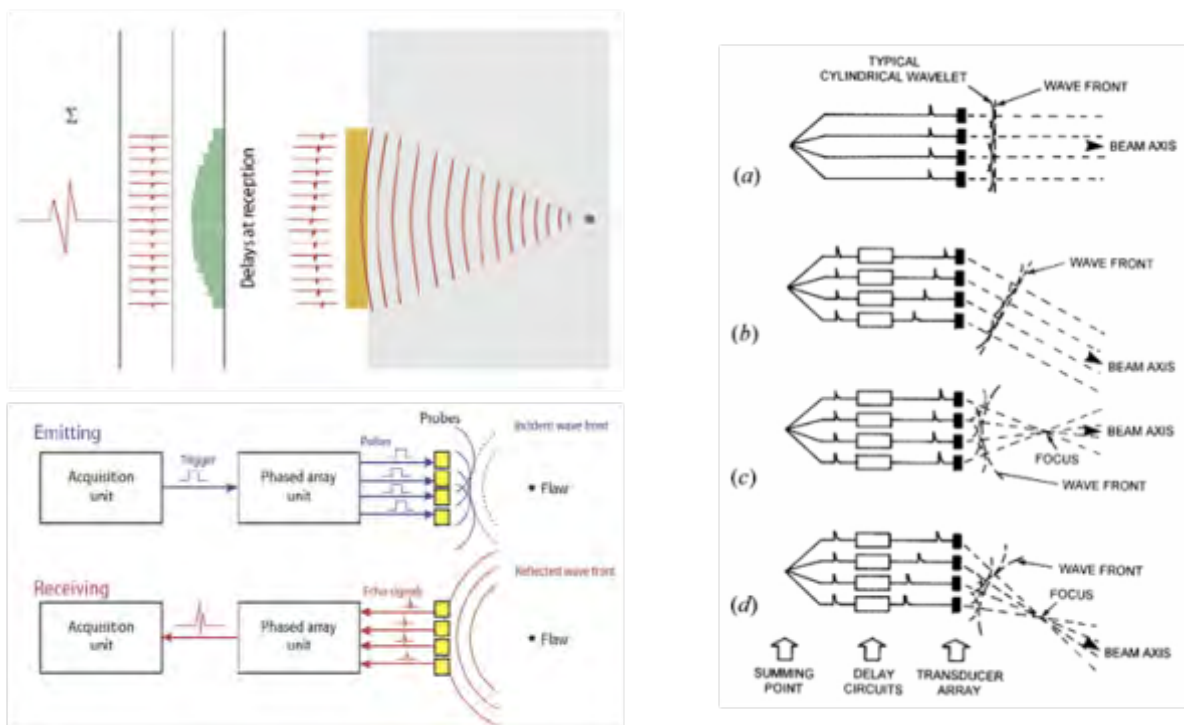 Σ
Delays at reception
Emitting
Acquisition
unit
Trigger
Phased array
unit
Pulses
Probes
Incident wave front
Flaw
Receiving
Acquisition
unit
Phased array
unit
Echo signals
Reflected wave front
Flaw
TYPICAL
CYLINDRICAL WAVELET
WAVE FRONT
BEAM AXIS
(a)
WAVE FRONT
(b)
BEAM AXIS
BEAM AXIS
FOCUS
(c)
WAVE FRONT
WAVE FRONT
FOCUS
(d)
BEAM AXIS
SUMMING
POINT
DELAY
CIRCUITS
TRANSDUCER
ARRAY